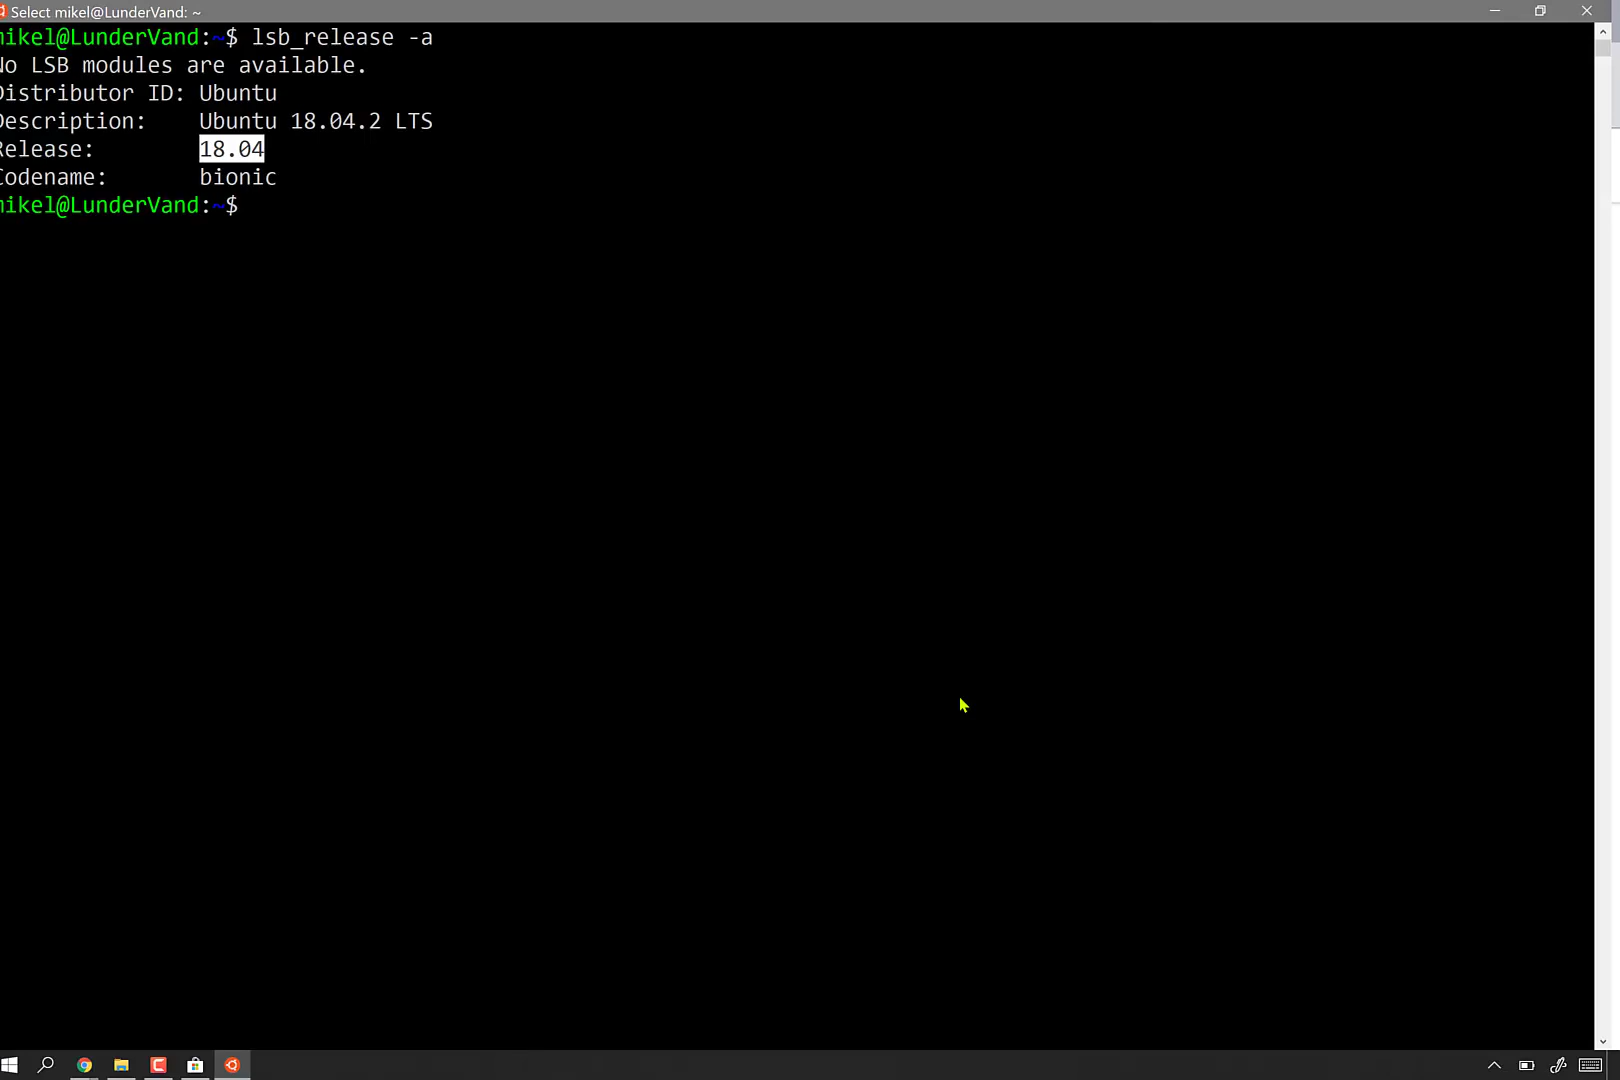 Select mikel@LunderVand: ~
mikel@LunderVand:~$ lsb_release -a
No LSB modules are available.
Distributor ID: Ubuntu
Description:    Ubuntu 18.04.2 LTS
Release:        18.04
Codename:       bionic
mikel@LunderVand:~$